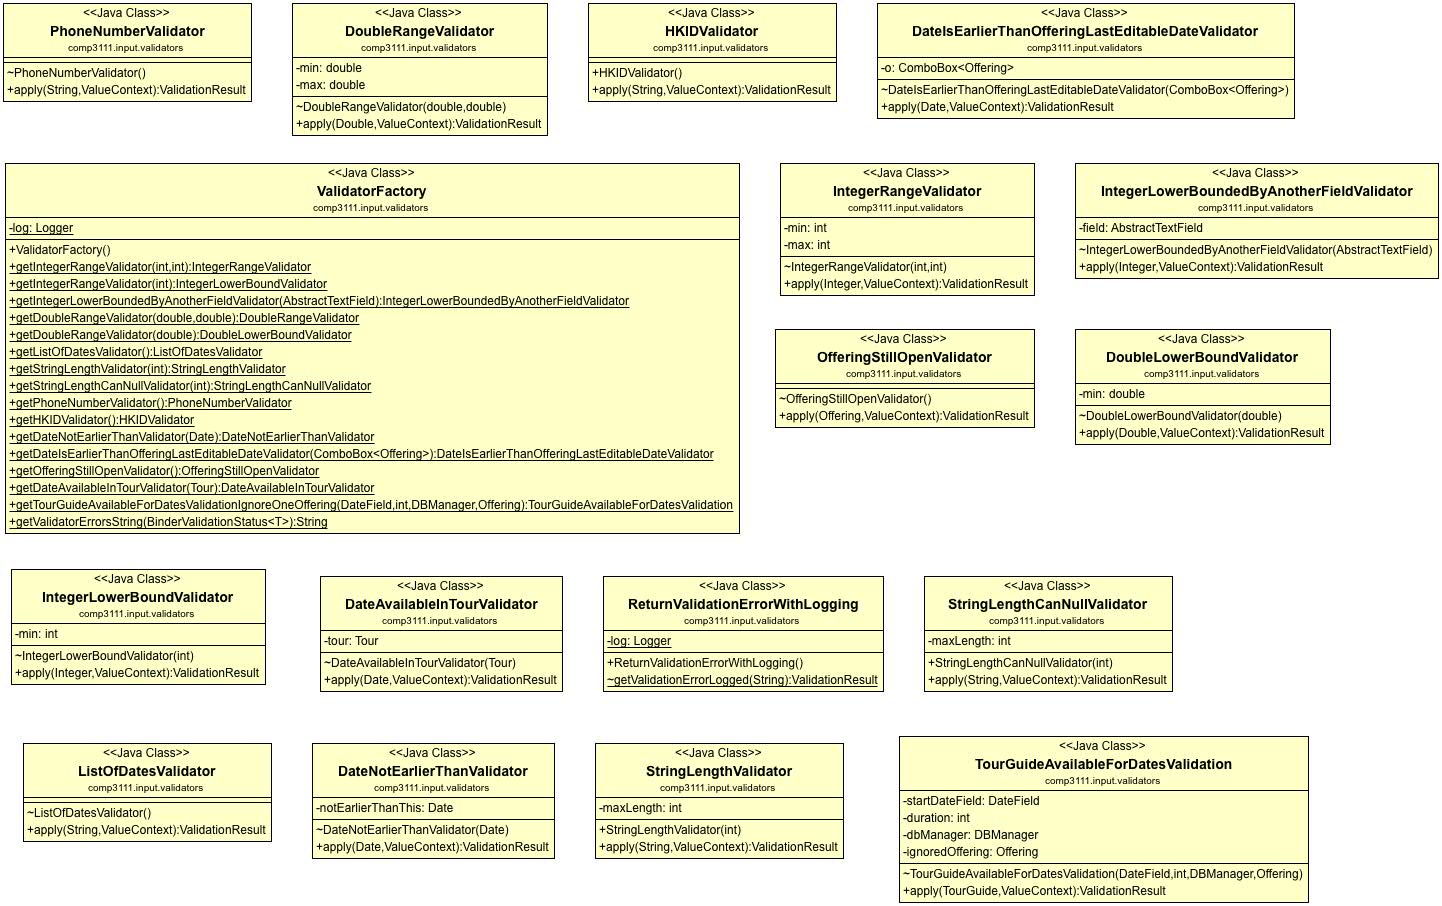 <<Java Class>>
PhoneNumberValidator
comp3111.input.validators
~PhoneNumberValidator()
+apply(String,ValueContext):ValidationResult
<<Java Class>>
DoubleRangeValidator
comp3111.input.validators
-min: double
-max: double
~DoubleRangeValidator(double,double)
+apply(Double,ValueContext):ValidationResult
<<Java Class>>
HKIDValidator
comp3111.input.validators
+HKIDValidator()
+apply(String,ValueContext):ValidationResult
<<Java Class>>
DateIsEarlierThanOfferingLastEditableDateValidator
comp3111.input.validators
-o: ComboBox<Offering>
~DateIsEarlierThanOfferingLastEditableDateValidator(ComboBox<Offering>)
+apply(Date,ValueContext):ValidationResult
<<Java Class>>
ValidatorFactory
comp3111.input.validators
-log: Logger
+ValidatorFactory()
+getIntegerRangeValidator(int,int):IntegerRangeValidator
+getIntegerRangeValidator(int):IntegerLowerBoundValidator
+getIntegerLowerBoundedByAnotherFieldValidator(AbstractTextField):IntegerLowerBoundedByAnotherFieldValidator
+getDoubleRangeValidator(double,double):DoubleRangeValidator
+getDoubleRangeValidator(double):DoubleLowerBoundValidator
+getListOfDatesValidator():ListOfDatesValidator
+getStringLengthValidator(int):StringLengthValidator
+getStringLengthCanNullValidator(int):StringLengthCanNullValidator
+getPhoneNumberValidator():PhoneNumberValidator
+getHKIDValidator():HKIDValidator
+getDateNotEarlierThanValidator(Date):DateNotEarlierThanValidator
+getDateIsEarlierThanOfferingLastEditableDateValidator(ComboBox<Offering>):DateIsEarlierThanOfferingLastEditableDateValidator
+getOfferingStillOpenValidator():OfferingStillOpenValidator
+getDateAvailableInTourValidator(Tour):DateAvailableInTourValidator
+getTourGuideAvailableForDatesValidationIgnoreOneOffering(DateField,int,DBManager,Offering):TourGuideAvailableForDatesValidation
+getValidatorErrorsString(BinderValidationStatus<T>):String
<<Java Class>>
IntegerRangeValidator
comp3111.input.validators
-min: int
-max: int
~IntegerRangeValidator(int,int)
+apply(Integer,ValueContext):ValidationResult
<<Java Class>>
IntegerLowerBoundedByAnotherFieldValidator
comp3111.input.validators
-field: AbstractTextField
~IntegerLowerBoundedByAnotherFieldValidator(AbstractTextField)
+apply(Integer,ValueContext):ValidationResult
<<Java Class>>
OfferingStillOpenValidator
comp3111.input.validators
~OfferingStillOpenValidator()
+apply(Offering,ValueContext):ValidationResult
<<Java Class>>
DoubleLowerBoundValidator
comp3111.input.validators
-min: double
~DoubleLowerBoundValidator(double)
+apply(Double,ValueContext):ValidationResult
<<Java Class>>
IntegerLowerBoundValidator
comp3111.input.validators
-min: int
~IntegerLowerBoundValidator(int)
+apply(Integer,ValueContext):ValidationResult
<<Java Class>>
DateAvailableInTourValidator
comp3111.input.validators
-tour: Tour
~DateAvailableInTourValidator(Tour)
+apply(Date,ValueContext):ValidationResult
<<Java Class>>
ReturnValidationErrorWithLogging
comp3111.input.validators
-log: Logger
+ReturnValidationErrorWithLogging()
~getValidationErrorLogged(String):ValidationResult
<<Java Class>>
StringLengthCanNullValidator
comp3111.input.validators
-maxLength: int
+StringLengthCanNullValidator(int)
+apply(String,ValueContext):ValidationResult
<<Java Class>>
ListOfDatesValidator
comp3111.input.validators
~ListOfDatesValidator()
+apply(String,ValueContext):ValidationResult
<<Java Class>>
DateNotEarlierThanValidator
comp3111.input.validators
-notEarlierThanThis: Date
~DateNotEarlierThanValidator(Date)
+apply(Date,ValueContext):ValidationResult
<<Java Class>>
StringLengthValidator
comp3111.input.validators
-maxLength: int
+StringLengthValidator(int)
+apply(String,ValueContext):ValidationResult
<<Java Class>>
TourGuideAvailableForDatesValidation
comp3111.input.validators
-startDateField: DateField
-duration: int
-dbManager: DBManager
-ignoredOffering: Offering
~TourGuideAvailableForDatesValidation(DateField,int,DBManager,Offering)
+apply(TourGuide,ValueContext):ValidationResult